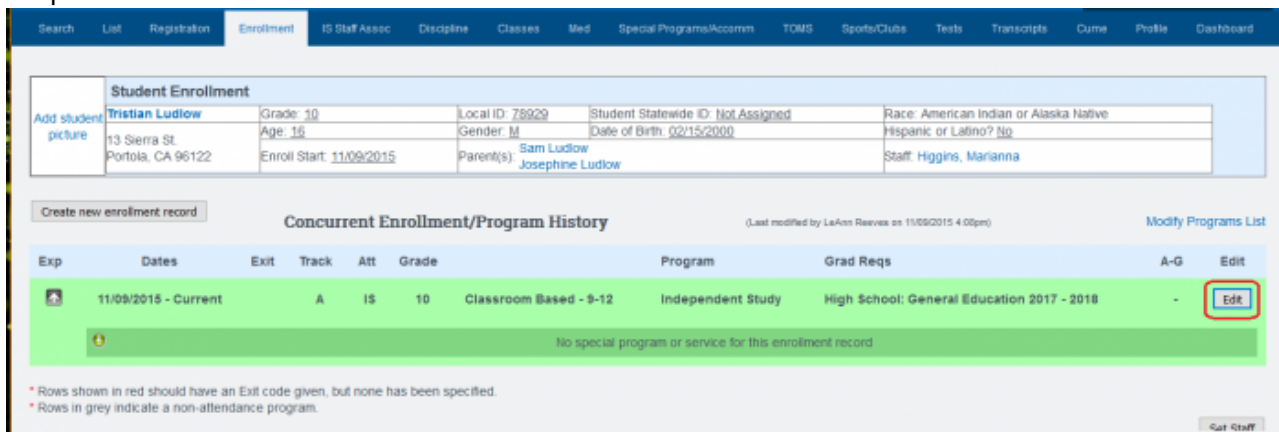 Search List Registration Enrollment IS Staff Assoc Discipline Classes Med Special Programs/Accomm TOMS Sports/Clubs Tests Transcripts Cume Profile Dashboard
Student Enrollment
Add student picture
Tristian Ludlow
13 Sierra St.
Portola, CA 96122
Grade: 10
Age: 16
Enroll Start: 11/09/2015
Local ID: 78929
Gender: M
Parent(s): Sam Ludlow
Josephine Ludlow
Student Statewide ID: Not Assigned
Date of Birth: 02/15/2000
Race: American Indian or Alaska Native
Hispanic or Latino? No
Staff: Higgins, Marianna
Create new enrollment record
Concurrent Enrollment/Program History
(Last modified by LeAnn Reeves on 11/09/2015 4:08pm)
Modify Programs List
Exp Dates Exit Track Att Grade Program Grad Reqs A-G Edit
11/09/2015 - Current A IS 10 Classroom Based - 9-12 Independent Study High School: General Education 2017 - 2018 - Edit
No special program or service for this enrollment record
* Rows shown in red should have an Exit code given, but none has been specified.
* Rows in grey indicate a non-attendance program.
Set Staff